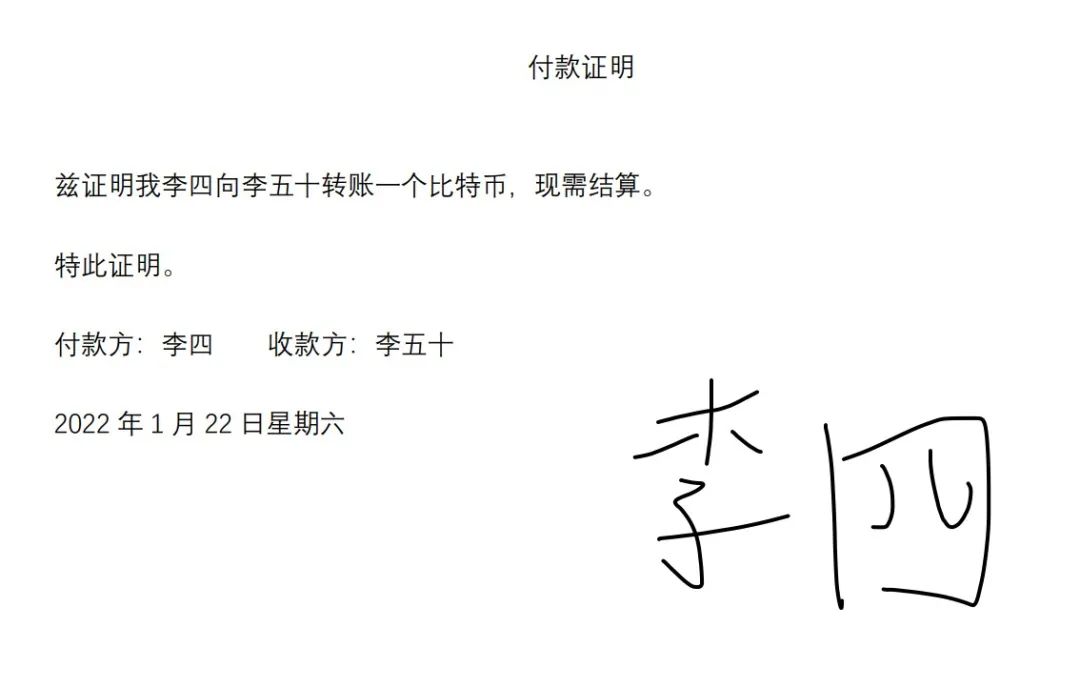 付款证明
兹证明我李四向李五十转账一个比特币，现需结算。
特此证明。
付款方：李四 收款方：李五十
2022 年 1 月 22 日星期六
李四